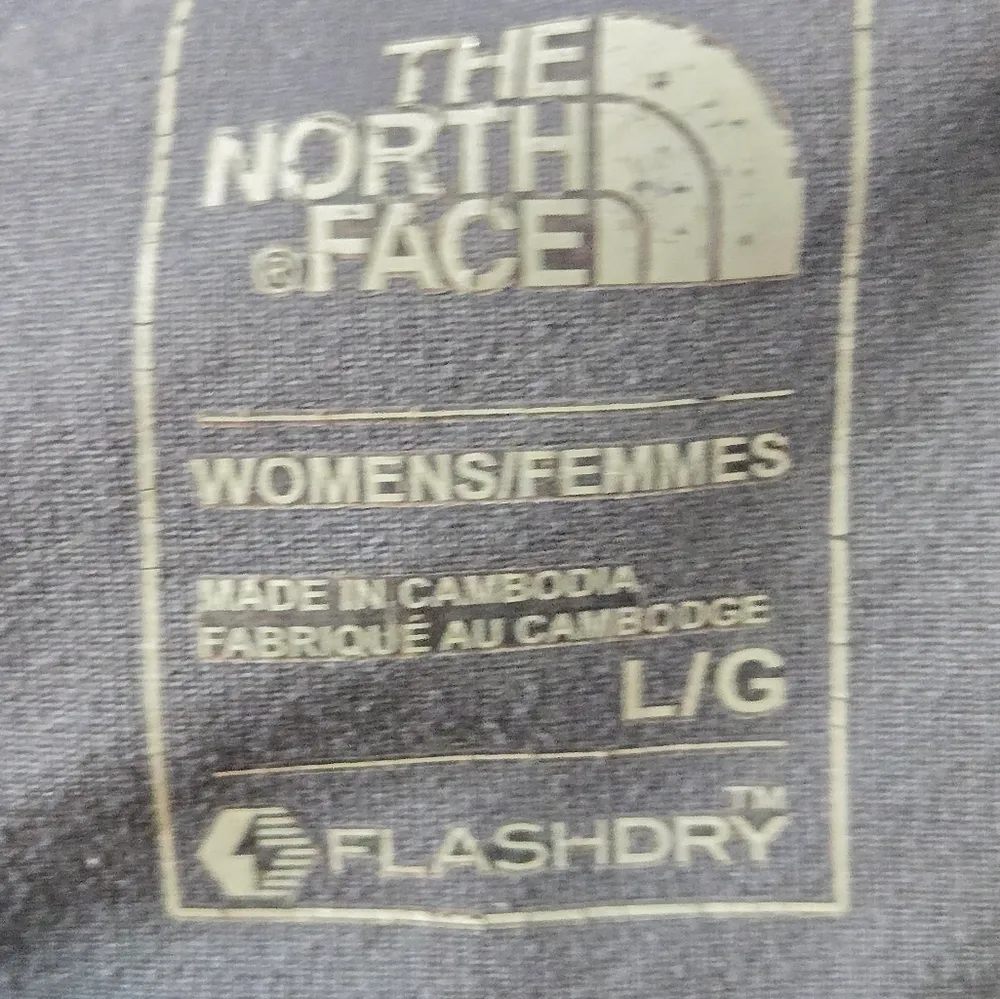 THE
NORTH
®FACE
WOMENS/FEMMES
MADE IN CAMBODIA
FABRIQUÉ AU CAMBODGE
L/G
FLASHDRY™